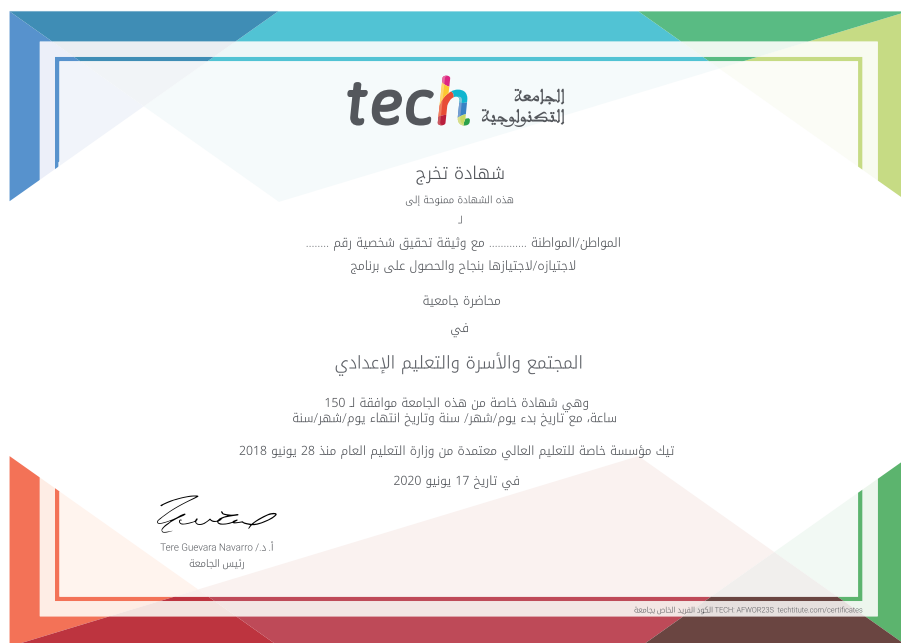 tech الجامعة
التكنولوجية
شهادة تخرج
هذه الشهادة ممنوحة إلى
لـ
المواطن/المواطنة ............. مع وثيقة تحقيق شخصية رقم ........
لاجتيازه/لاجتيازها بنجاح والحصول على برنامج
محاضرة جامعية
في
المجتمع والأسرة والتعليم الإعدادي
وهي شهادة خاصة من هذه الجامعة موافقة لـ 150
ساعة، مع تاريخ بدء يوم/شهر/ سنة وتاريخ انتهاء يوم/شهر/سنة
تيك مؤسسة خاصة للتعليم العالي معتمدة من وزارة التعليم العام منذ 28 يونيو 2018
في تاريخ 17 يونيو 2020
أ. د./ Tere Guevara Navarro
رئيس الجامعة
الكود الفريد الخاص بجامعة TECH: AFWOR23S techtitute.com/certificates